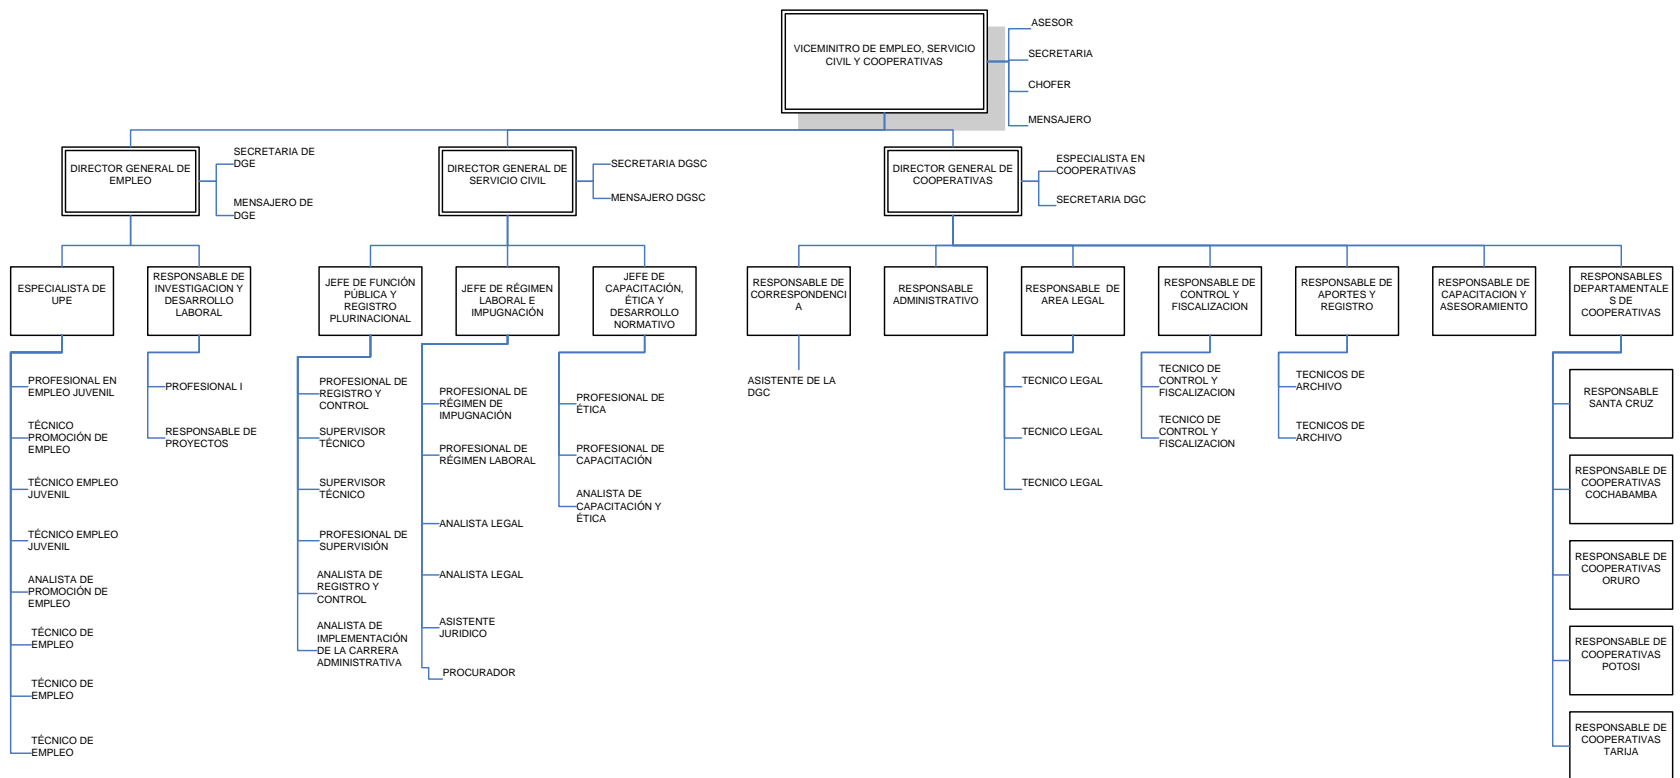 VICEMINITRO DE EMPLEO, SERVICIO
CIVIL Y COOPERATIVAS
ASESOR
SECRETARIA
CHOFER
MENSAJERO
DIRECTOR GENERAL DE
EMPLEO
SECRETARIA DE
DGE
MENSAJERO DE
DGE
DIRECTOR GENERAL DE
SERVICIO CIVIL
SECRETARIA DGSC
MENSAJERO DGSC
DIRECTOR GENERAL DE
COOPERATIVAS
ESPECIALISTA EN
COOPERATIVAS
SECRETARIA DGC
ESPECIALISTA DE
UPE
RESPONSABLE DE
INVESTIGACION Y
DESARROLLO
LABORAL
JEFE DE FUNCIÓN
PÚBLICA Y
REGISTRO
PLURINACIONAL
JEFE DE RÉGIMEN
LABORAL E
IMPUGNACIÓN
JEFE DE
CAPACITACIÓN,
ÉTICA Y
DESARROLLO
NORMATIVO
RESPONSABLE DE
CORRESPONDENCI
A
RESPONSABLE
ADMINISTRATIVO
RESPONSABLE DE
AREA LEGAL
RESPONSABLE DE
CONTROL Y
FISCALIZACION
RESPONSABLE DE
APORTES Y
REGISTRO
RESPONSABLE DE
CAPACITACION Y
ASESORAMIENTO
RESPONSABLES
DEPARTAMENTALE
S DE
COOPERATIVAS
PROFESIONAL EN
EMPLEO JUVENIL
TÉCNICO
PROMOCIÓN DE
EMPLEO
TÉCNICO EMPLEO
JUVENIL
TÉCNICO EMPLEO
JUVENIL
ANALISTA DE
PROMOCIÓN DE
EMPLEO
TÉCNICO DE
EMPLEO
TÉCNICO DE
EMPLEO
TÉCNICO DE
EMPLEO
PROFESIONAL I
RESPONSABLE DE
PROYECTOS
PROFESIONAL DE
REGISTRO Y
CONTROL
SUPERVISOR
TÉCNICO
SUPERVISOR
TÉCNICO
PROFESIONAL DE
SUPERVISIÓN
ANALISTA DE
REGISTRO Y
CONTROL
ANALISTA DE
IMPLEMENTACIÓN
DE LA CARRERA
ADMINISTRATIVA
PROFESIONAL DE
RÉGIMEN DE
IMPUGNACIÓN
PROFESIONAL DE
RÉGIMEN LABORAL
ANALISTA LEGAL
ANALISTA LEGAL
ASISTENTE
JURIDICO
PROCURADOR
PROFESIONAL DE
ÉTICA
PROFESIONAL DE
CAPACITACIÓN
ANALISTA DE
CAPACITACIÓN Y
ÉTICA
ASISTENTE DE LA
DGC
TECNICO LEGAL
TECNICO LEGAL
TECNICO LEGAL
TECNICO DE
CONTROL Y
FISCALIZACION
TECNICO DE
CONTROL Y
FISCALIZACION
TECNICOS DE
ARCHIVO
TECNICOS DE
ARCHIVO
RESPONSABLE
SANTA CRUZ
RESPONSABLE DE
COOPERATIVAS
COCHABAMBA
RESPONSABLE DE
COOPERATIVAS
ORURO
RESPONSABLE DE
COOPERATIVAS
POTOSI
RESPONSABLE DE
COOPERATIVAS
TARIJA